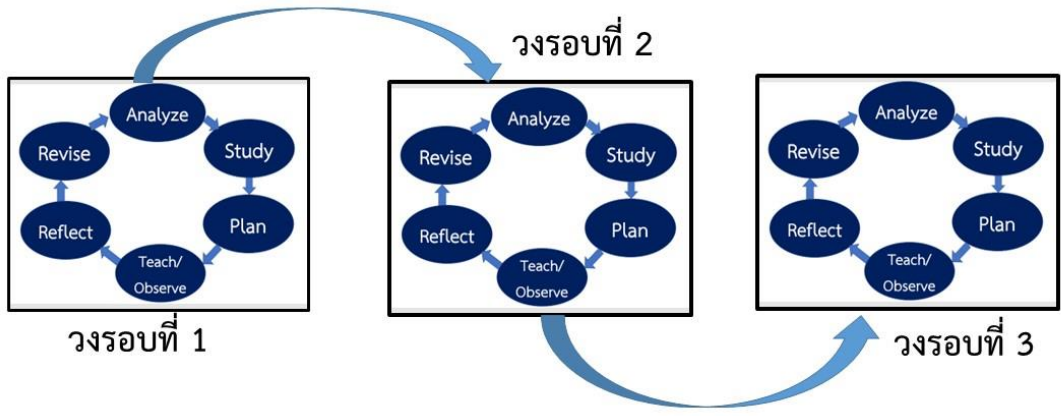 วงรอบที่ 1
Analyze
Study
Plan
Teach/
Observe
Reflect
Revise
วงรอบที่ 2
Analyze
Study
Plan
Teach/
Observe
Reflect
Revise
วงรอบที่ 3
Analyze
Study
Plan
Teach/
Observe
Reflect
Revise